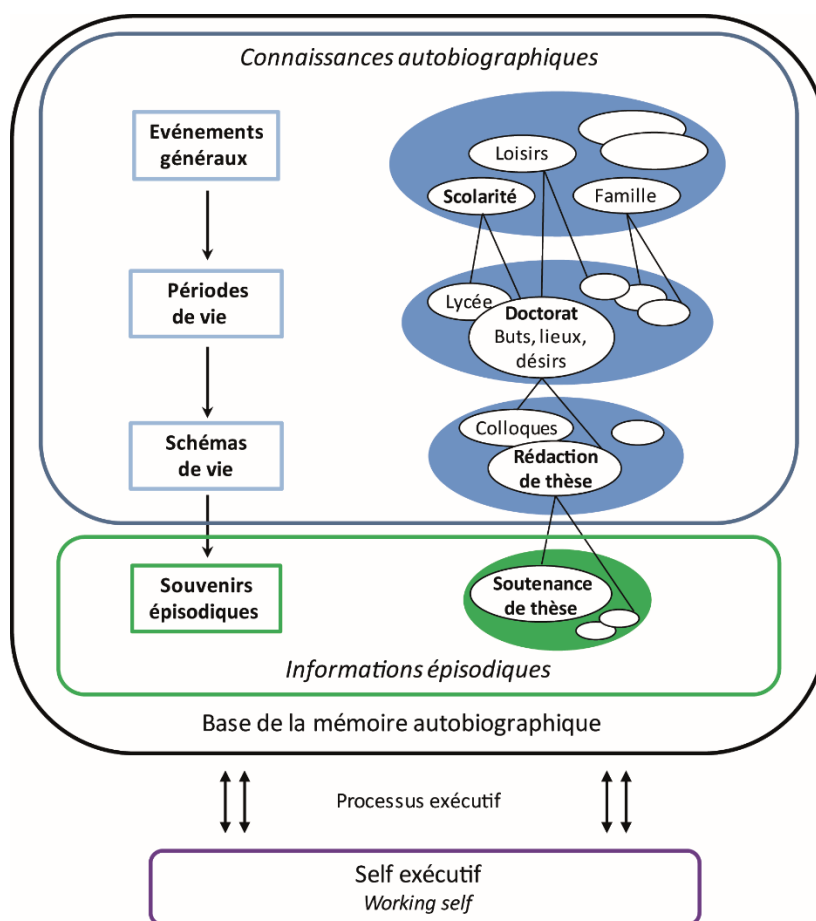 Connaissances autobiographiques
Evénements
généraux
Loisirs
Scolarité
Famille
Périodes
de vie
Lycée
Doctorat
Buts, lieux,
désirs
Schémas
de vie
Colloques
Rédaction
de thèse
Souvenirs
épisodiques
Soutenance
de thèse
Informations épisodiques
Base de la mémoire autobiographique
Processus exécutif
Self exécutif
Working self